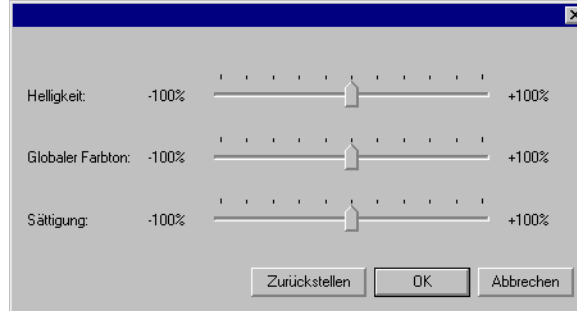 Helligkeit: -100% +100%
Globaler Farbton: -100% +100%
Sättigung: -100% +100%
Zurückstellen OK Abbrechen